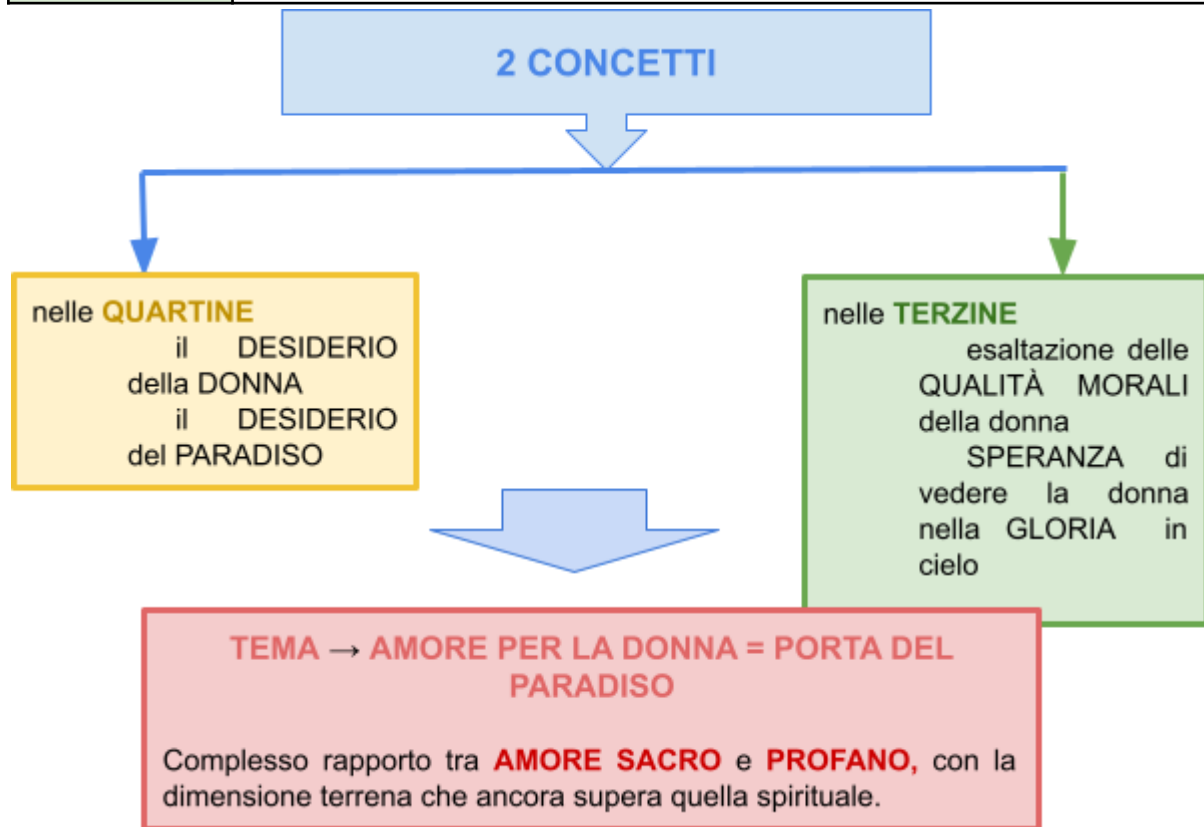 2 CONCETTI
nelle QUARTINE
il DESIDERIO
della DONNA
il DESIDERIO
del PARADISO
nelle TERZINE
esaltazione delle
QUALITÀ MORALI
della donna
SPERANZA di
vedere la donna
nella GLORIA in
cielo
TEMA → AMORE PER LA DONNA = PORTA DEL
PARADISO
Complesso rapporto tra AMORE SACRO e PROFANO, con la
dimensione terrena che ancora supera quella spirituale.